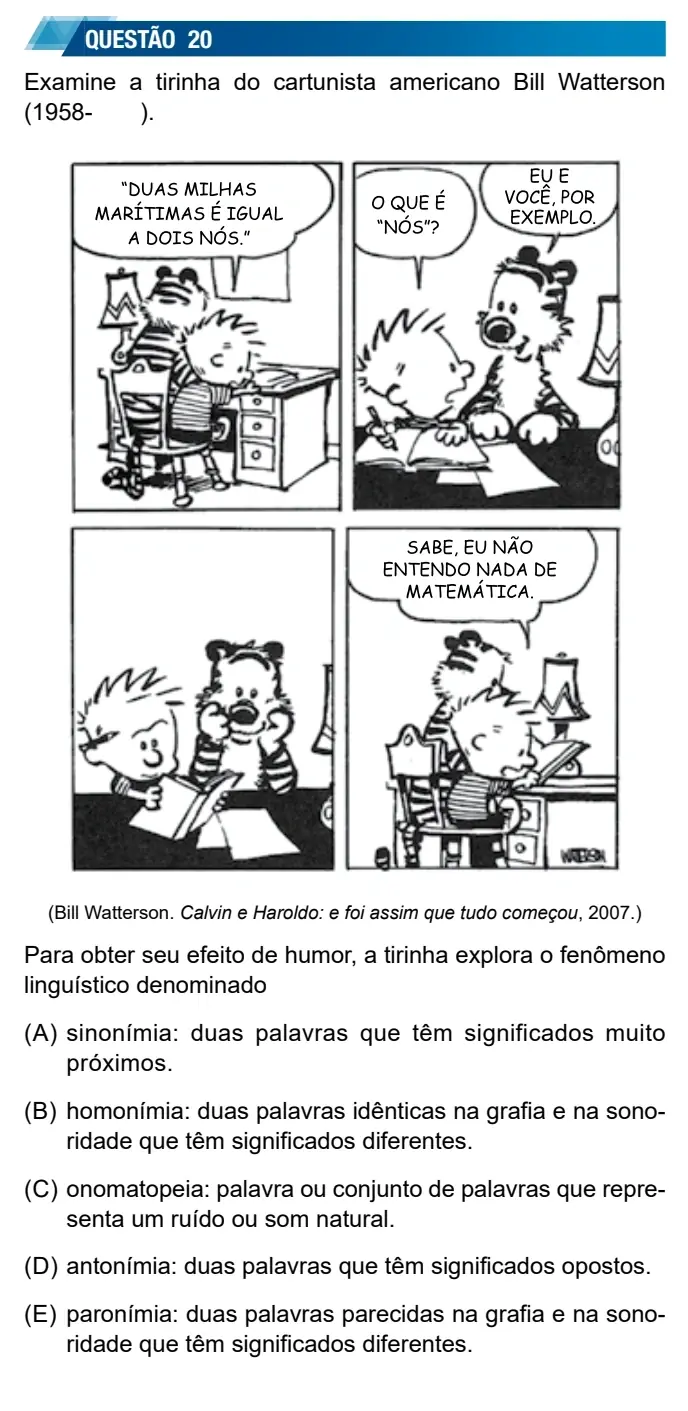 QUESTÃO 20
Examine a tirinha do cartunista americano Bill Watterson
(1958- ).
"DUAS MILHAS
MARÍTIMAS É IGUAL
A DOIS NÓS."
O QUE É
"NÓS"?
EU E
VOCÊ, POR
EXEMPLO.
SABE, EU NÃO
ENTENDO NADA DE
MATEMÁTICA.
WATTERSON
(Bill Watterson. Calvin e Haroldo: e foi assim que tudo começou, 2007.)
Para obter seu efeito de humor, a tirinha explora o fenômeno
linguístico denominado
(A) sinonímia: duas palavras que têm significados muito
próximos.
(B) homonímia: duas palavras idênticas na grafia e na sono-
ridade que têm significados diferentes.
(C) onomatopeia: palavra ou conjunto de palavras que repre-
senta um ruído ou som natural.
(D) antonímia: duas palavras que têm significados opostos.
(E) paronímia: duas palavras parecidas na grafia e na sono-
ridade que têm significados diferentes.